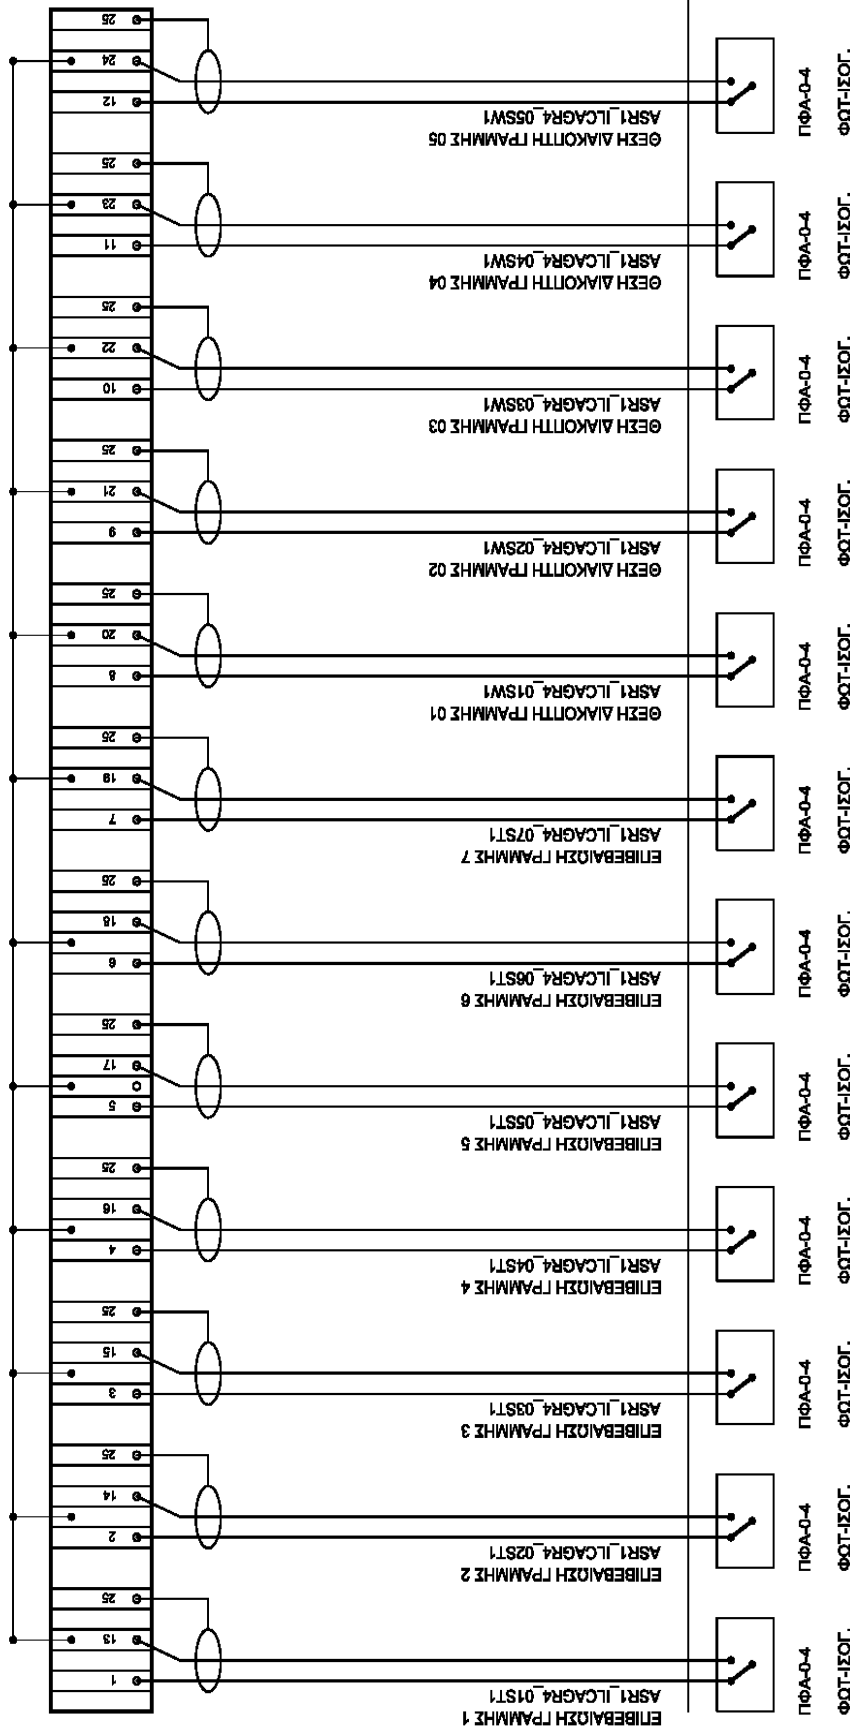 ΕΠΙΒΕΒΑΙΩΣΗ ΓΡΑΜΜΗΣ 1
ASR1_ILCAGR4_01ST1
1
13
25
ΠΦΑ-0-4
ΦΩΤ-ΙΣΟΓ.
ΕΠΙΒΕΒΑΙΩΣΗ ΓΡΑΜΜΗΣ 2
ASR1_ILCAGR4_02ST1
2
14
25
ΠΦΑ-0-4
ΦΩΤ-ΙΣΟΓ.
ΕΠΙΒΕΒΑΙΩΣΗ ΓΡΑΜΜΗΣ 3
ASR1_ILCAGR4_03ST1
3
15
25
ΠΦΑ-0-4
ΦΩΤ-ΙΣΟΓ.
ΕΠΙΒΕΒΑΙΩΣΗ ΓΡΑΜΜΗΣ 4
ASR1_ILCAGR4_04ST1
4
16
25
ΠΦΑ-0-4
ΦΩΤ-ΙΣΟΓ.
ΕΠΙΒΕΒΑΙΩΣΗ ΓΡΑΜΜΗΣ 5
ASR1_ILCAGR4_05ST1
5
17
25
ΠΦΑ-0-4
ΦΩΤ-ΙΣΟΓ.
ΕΠΙΒΕΒΑΙΩΣΗ ΓΡΑΜΜΗΣ 6
ASR1_ILCAGR4_06ST1
6
18
25
ΠΦΑ-0-4
ΦΩΤ-ΙΣΟΓ.
ΕΠΙΒΕΒΑΙΩΣΗ ΓΡΑΜΜΗΣ 7
ASR1_ILCAGR4_07ST1
7
19
25
ΠΦΑ-0-4
ΦΩΤ-ΙΣΟΓ.
ΘΕΣΗ ΔΙΑΚΟΠΤΗ ΓΡΑΜΜΗΣ 01
ASR1_ILCAGR4_01SW1
8
20
25
ΠΦΑ-0-4
ΦΩΤ-ΙΣΟΓ.
ΘΕΣΗ ΔΙΑΚΟΠΤΗ ΓΡΑΜΜΗΣ 02
ASR1_ILCAGR4_02SW1
9
21
25
ΠΦΑ-0-4
ΦΩΤ-ΙΣΟΓ.
ΘΕΣΗ ΔΙΑΚΟΠΤΗ ΓΡΑΜΜΗΣ 03
ASR1_ILCAGR4_03SW1
10
22
25
ΠΦΑ-0-4
ΦΩΤ-ΙΣΟΓ.
ΘΕΣΗ ΔΙΑΚΟΠΤΗ ΓΡΑΜΜΗΣ 04
ASR1_ILCAGR4_04SW1
11
23
25
ΠΦΑ-0-4
ΦΩΤ-ΙΣΟΓ.
ΘΕΣΗ ΔΙΑΚΟΠΤΗ ΓΡΑΜΜΗΣ 05
ASR1_ILCAGR4_05SW1
12
24
25
ΠΦΑ-0-4
ΦΩΤ-ΙΣΟΓ.